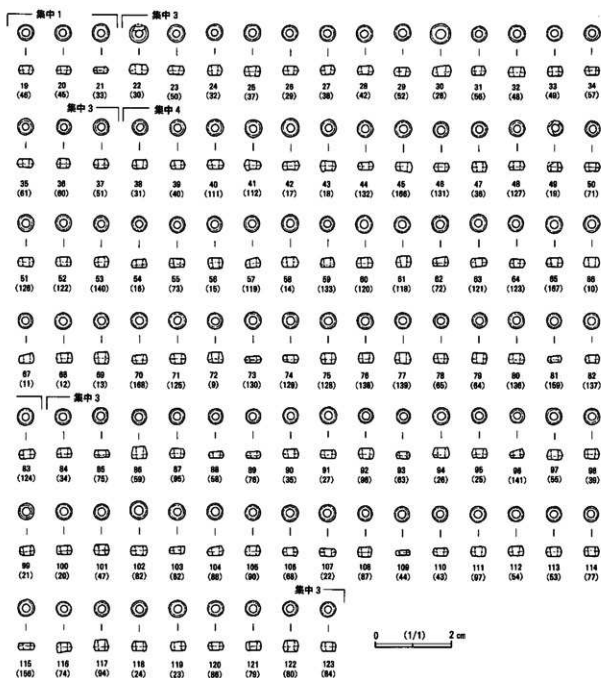 集中 1 集中 3
19 20 21 22 23 24 25 26 27 28 29 30 31 32 33 34
(46) (45) (33) (30) (50) (32) (37) (29) (38) (42) (52) (28) (56) (48) (49) (57)
集中 3 集中 4
35 36 37 38 39 40 41 42 43 44 45 46 47 48 49 50
(61) (60) (51) (31) (40) (111) (112) (17) (18) (132) (166) (131) (36) (127) (19) (71)
51 52 53 54 55 56 57 58 59 60 61 62 63 64 65 66
(126) (122) (140) (16) (73) (15) (119) (14) (133) (120) (118) (72) (121) (123) (167) (10)
67 68 69 70 71 72 73 74 75 76 77 78 79 80 81 82
(11) (12) (13) (168) (125) (9) (130) (129) (128) (138) (139) (65) (64) (136) (159) (137)
集中 3
83 84 85 86 87 88 89 90 91 92 93 94 95 96 97 98
(124) (34) (75) (59) (95) (58) (76) (35) (27) (96) (63) (26) (25) (141) (55) (39)
99 100 101 102 103 104 105 106 107 108 109 110 111 112 113 114
(21) (20) (47) (82) (62) (88) (90) (68) (22) (87) (44) (43) (97) (54) (53) (77)
集中 3
115 116 117 118 119 120 121 122 123
(156) (74) (94) (24) (23) (86) (79) (80) (84)
0 (1/1) 2 cm